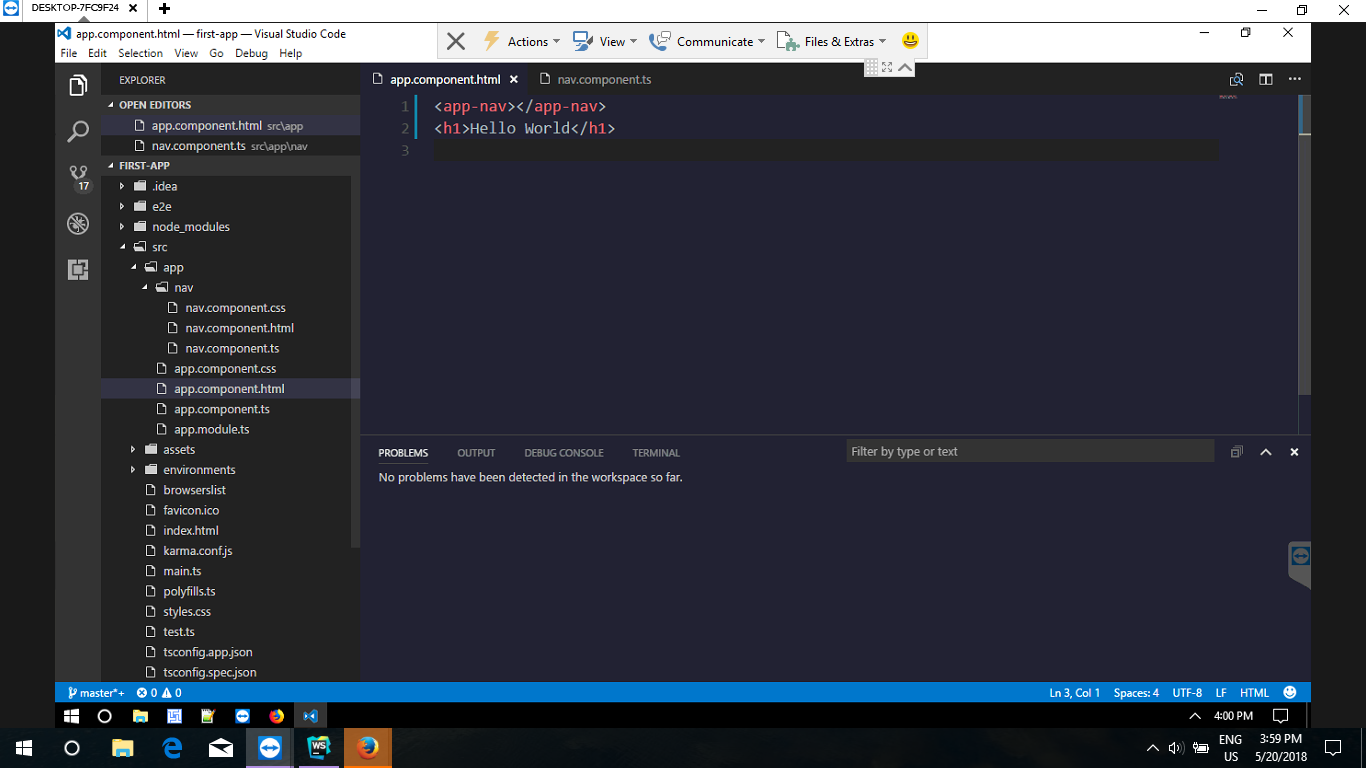 DESKTOP-7FC9F24
app.component.html — first-app — Visual Studio Code
File Edit Selection View Go Debug Help
Actions View Communicate Files & Extras
EXPLORER
OPEN EDITORS
app.component.html src\app
nav.component.ts src\app\nav
FIRST-APP
.idea
e2e
node_modules
src
app
nav
nav.component.css
nav.component.html
nav.component.ts
app.component.css
app.component.html
app.component.ts
app.module.ts
assets
environments
browserslist
favicon.ico
index.html
karma.conf.js
main.ts
polyfills.ts
styles.css
test.ts
tsconfig.app.json
tsconfig.spec.json
17
app.component.html nav.component.ts
1 <app-nav></app-nav>
2 <h1>Hello World</h1>
3
PROBLEMS OUTPUT DEBUG CONSOLE TERMINAL Filter by type or text
No problems have been detected in the workspace so far.
master*+ 0 0 Ln 3, Col 1 Spaces: 4 UTF-8 LF HTML
4:00 PM
WS
ENG 3:59 PM
US 5/20/2018